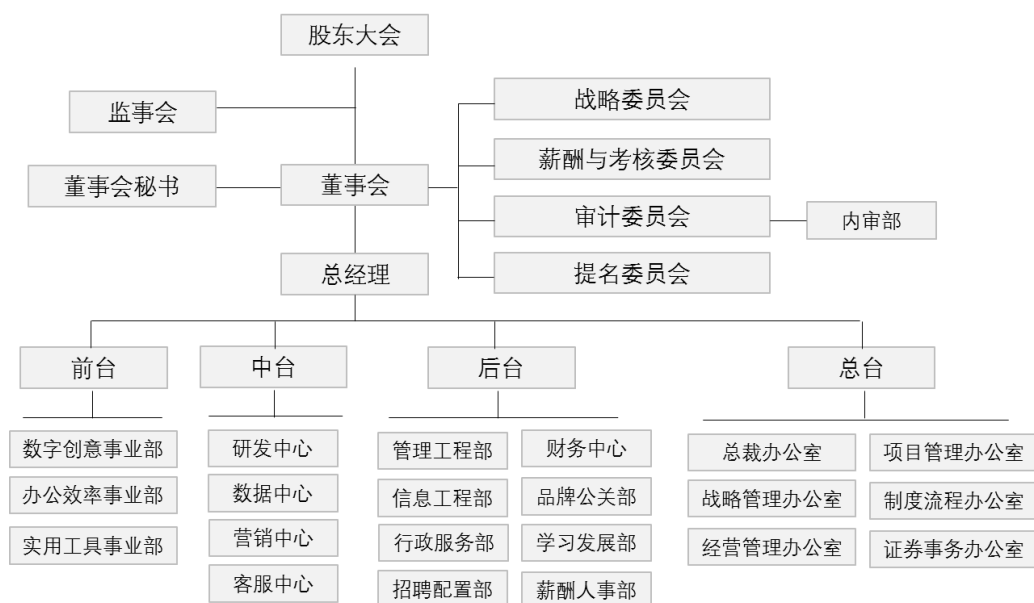 股东大会
监事会
战略委员会
薪酬与考核委员会
董事会秘书
董事会
审计委员会
内审部
总经理
提名委员会
前台
中台
后台
总台
数字创意事业部
办公效率事业部
实用工具事业部
研发中心
数据中心
营销中心
客服中心
管理工程部
财务中心
信息工程部
品牌公关部
行政服务部
学习发展部
招聘配置部
薪酬人事部
总裁办公室
项目管理办公室
战略管理办公室
制度流程办公室
经营管理办公室
证券事务办公室